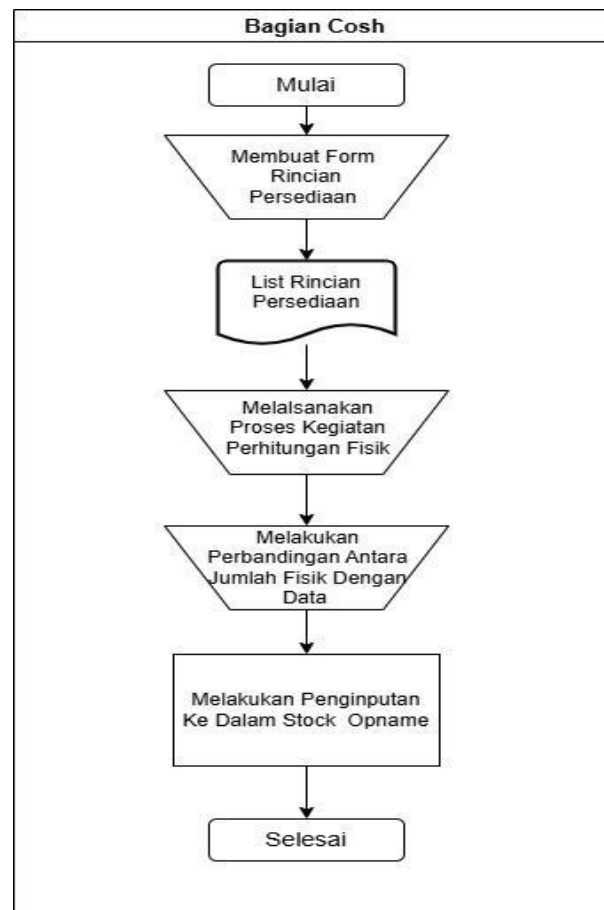 Bagian Cosh
Mulai
Membuat Form
Rincian
Persediaan
List Rincian
Persediaan
Melalsanakan
Proses Kegiatan
Perhitungan Fisik
Melakukan
Perbandingan Antara
Jumlah Fisik Dengan
Data
Melakukan Penginputan
Ke Dalam Stock Opname
Selesai